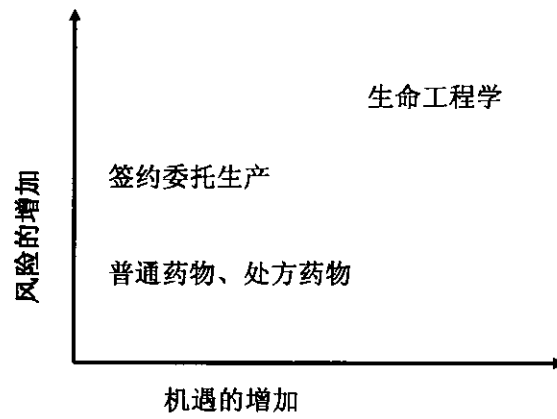 生命工程学
签约委托生产
风险的增加
普通药物、处方药物
机遇的增加